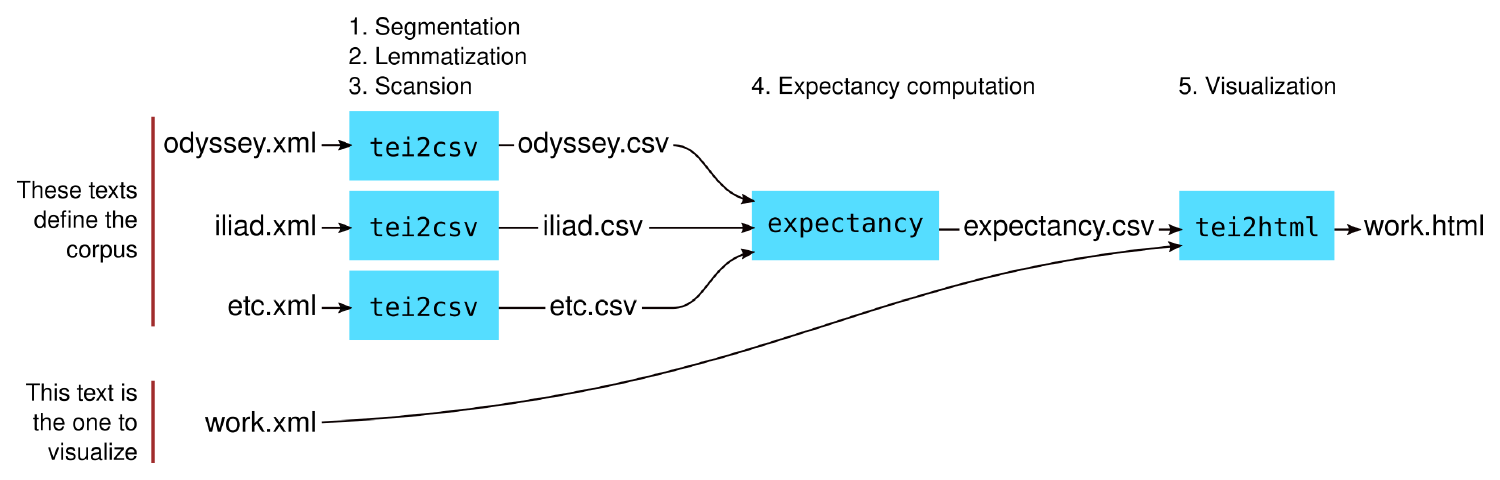 1. Segmentation
2. Lemmatization
3. Scansion
4. Expectancy computation
5. Visualization
These texts
define the
corpus
odyssey.xml
tei2csv
odyssey.csv
iliad.xml
tei2csv
iliad.csv
etc.xml
tei2csv
etc.csv
expectancy
expectancy.csv
tei2html
work.html
This text is
the one to
visualize
work.xml